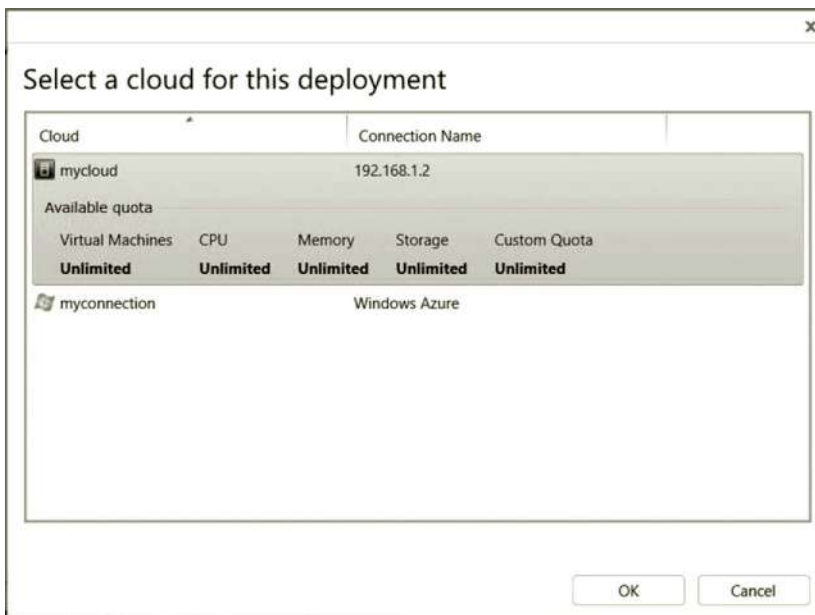 x
Select a cloud for this deployment
Cloud Connection Name
mycloud 192.168.1.2
Available quota
Virtual Machines CPU Memory Storage Custom Quota
Unlimited Unlimited Unlimited Unlimited Unlimited
myconnection Windows Azure
OK Cancel